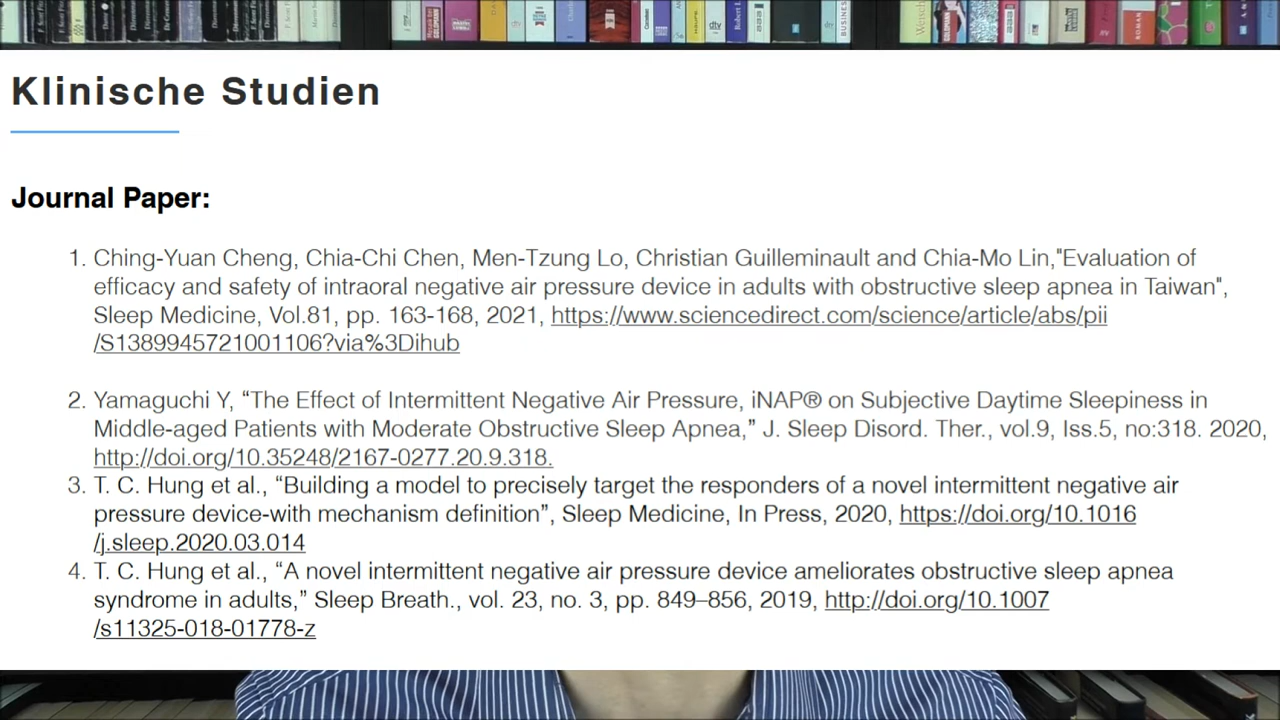 Klinische Studien
Journal Paper:
1. Ching-Yuan Cheng, Chia-Chi Chen, Men-Tzung Lo, Christian Guilleminault and Chia-Mo Lin,"Evaluation of
efficacy and safety of intraoral negative air pressure device in adults with obstructive sleep apnea in Taiwan",
Sleep Medicine, Vol.81, pp. 163-168, 2021, https://www.sciencedirect.com/science/article/abs/pii
/S1389945721001106?via%3Dihub
2. Yamaguchi Y, “The Effect of Intermittent Negative Air Pressure, iNAP® on Subjective Daytime Sleepiness in
Middle-aged Patients with Moderate Obstructive Sleep Apnea,” J. Sleep Disord. Ther., vol.9, Iss.5, no:318. 2020,
http://doi.org/10.35248/2167-0277.20.9.318.
3. T. C. Hung et al., “Building a model to precisely target the responders of a novel intermittent negative air
pressure device-with mechanism definition”, Sleep Medicine, In Press, 2020, https://doi.org/10.1016
/j.sleep.2020.03.014
4. T. C. Hung et al., “A novel intermittent negative air pressure device ameliorates obstructive sleep apnea
syndrome in adults,” Sleep Breath., vol. 23, no. 3, pp. 849–856, 2019, http://doi.org/10.1007
/s11325-018-01778-z